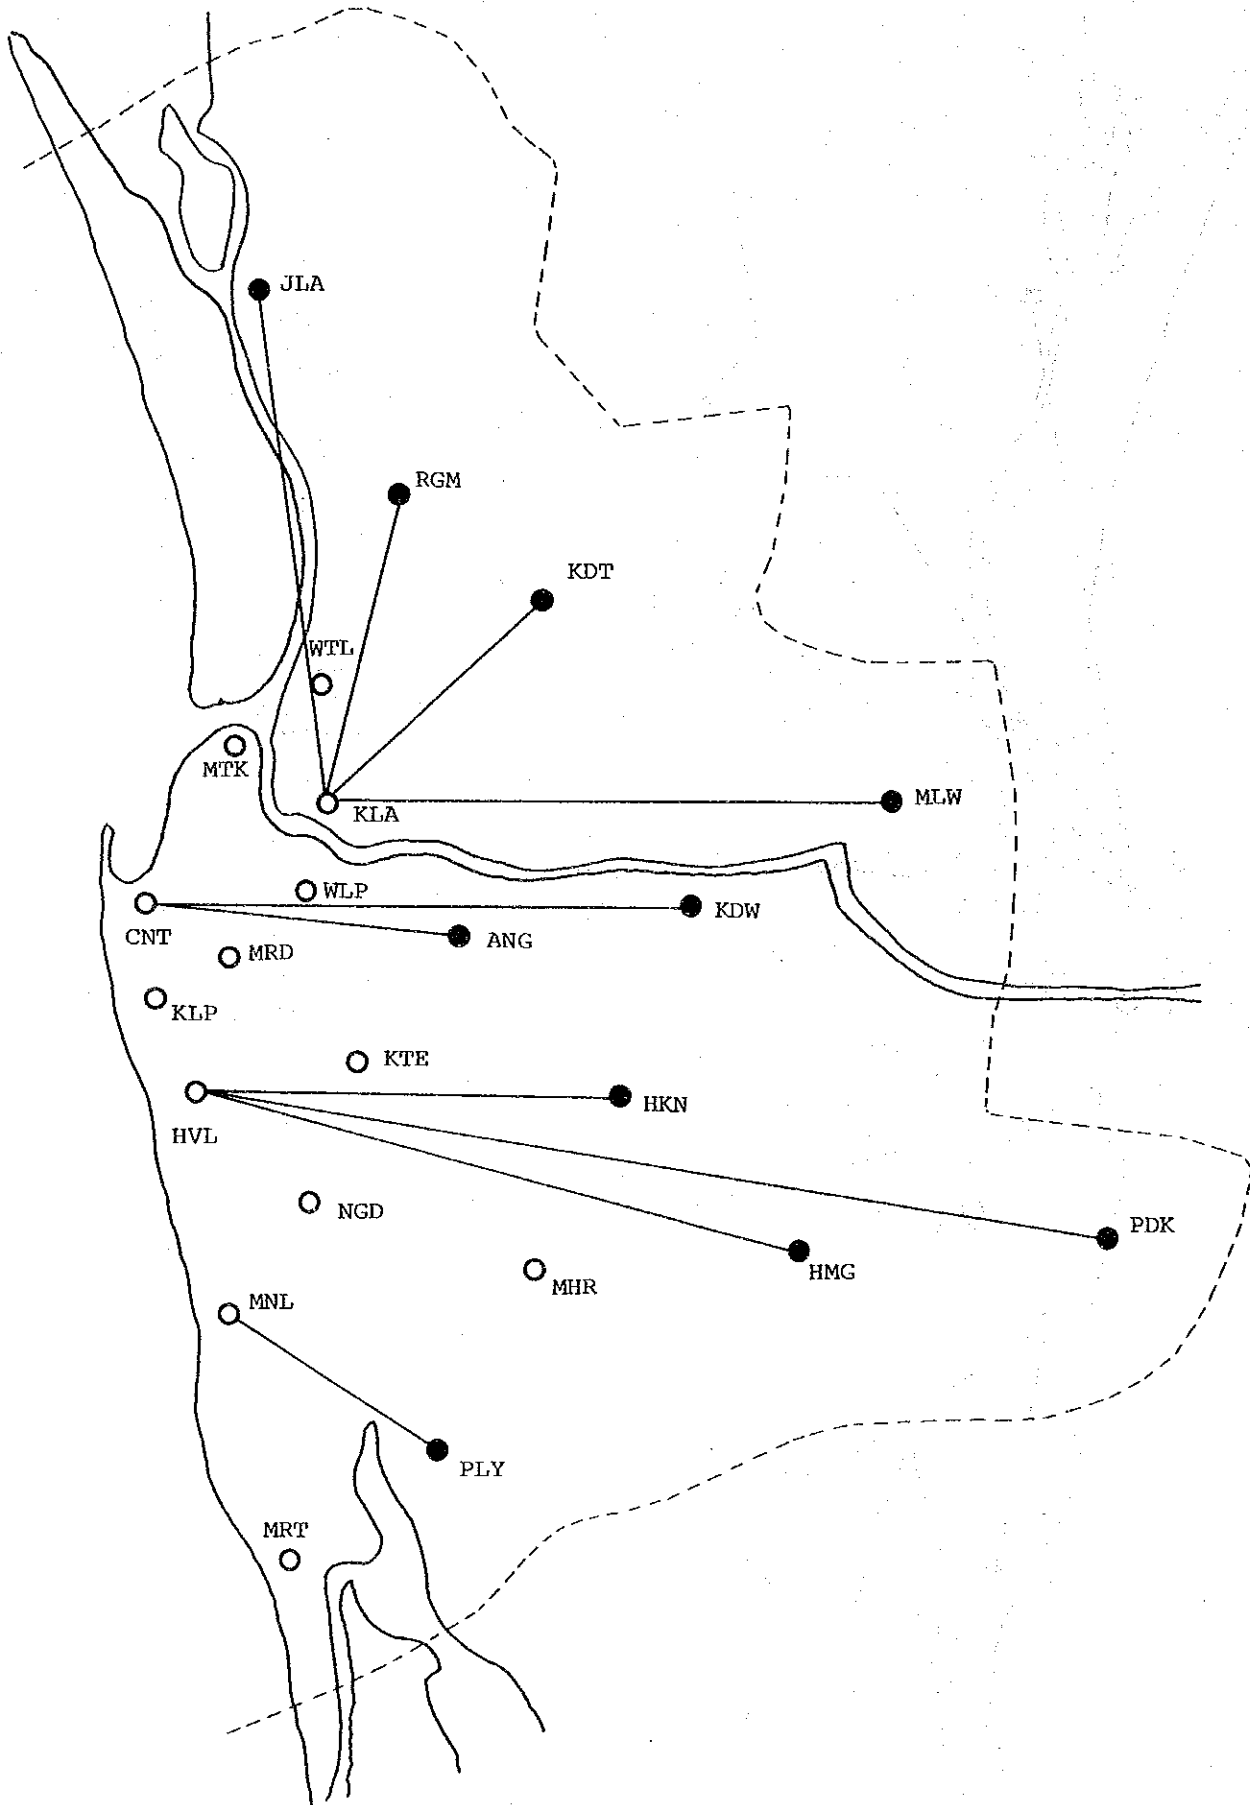 JLA
RGM
KDT
WTL
MTK
KLA
MLW
WLP
KDW
CNT
ANG
MRD
KLP
KTE
HKN
HVL
NGD
PDK
HMG
MHR
MNL
PLY
MRT